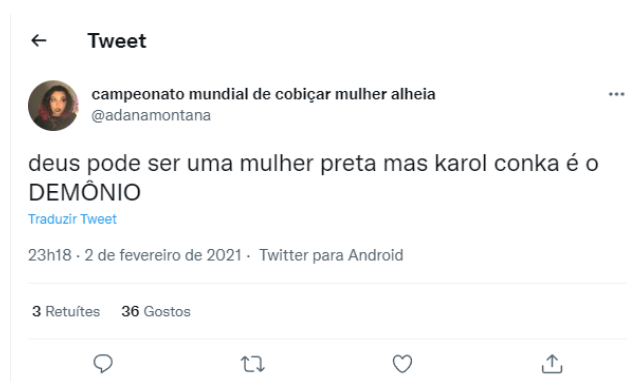 Tweet
campeonato mundial de cobiçar mulher alheia
@adanamontana
deus pode ser uma mulher preta mas karol conka é o
DEMÔNIO
Traduzir Tweet
23h18 · 2 de fevereiro de 2021 · Twitter para Android
3 Retuítes 36 Gostos